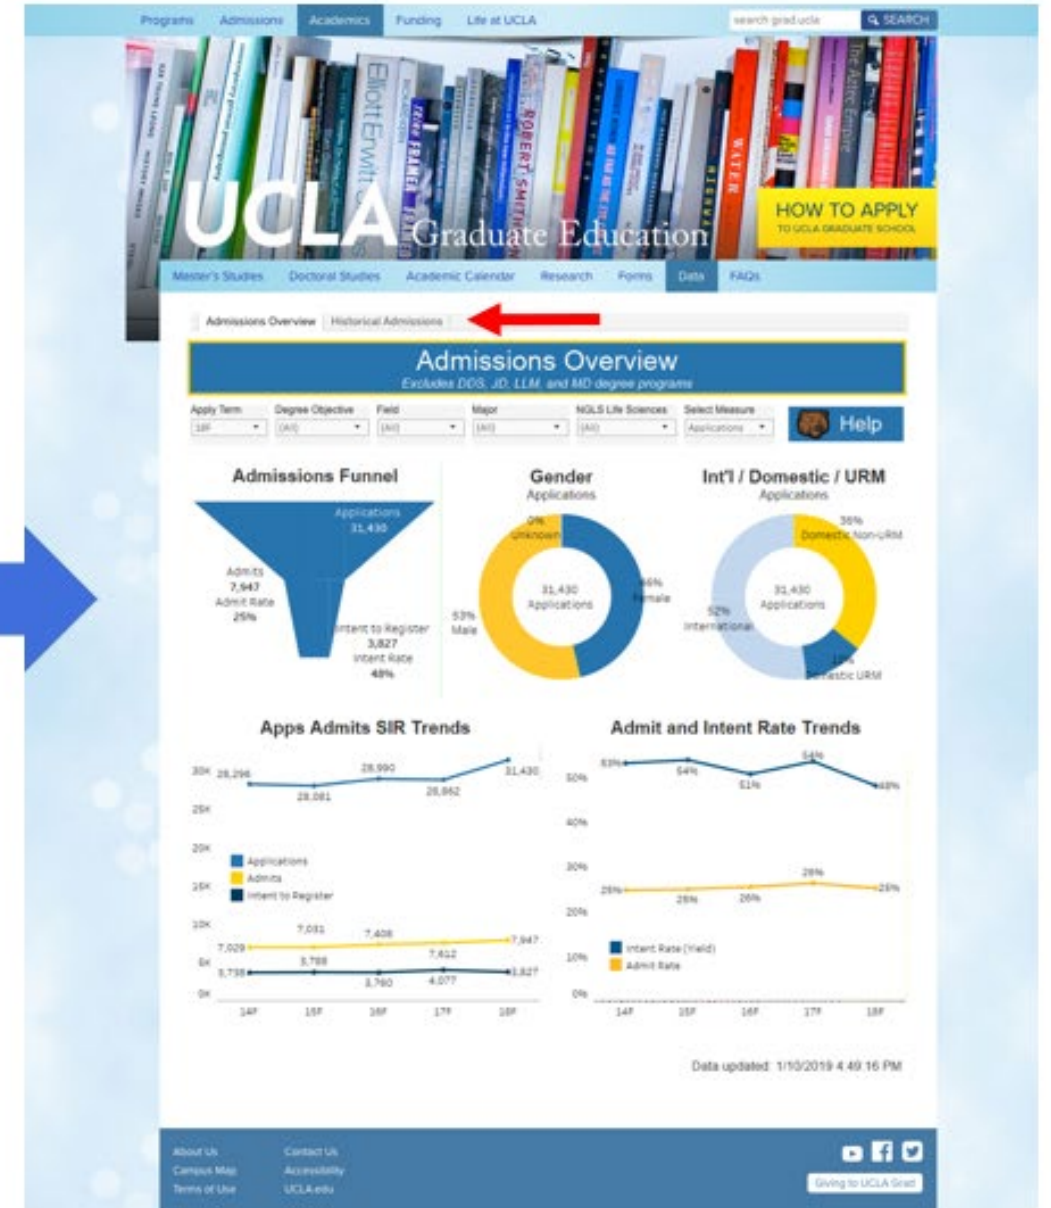 Programs Admissions Academics Funding Life at UCLA search grad.ucla SEARCH
Elliott Erwitt
ROBERT SMITH
WATER
The Attre Empire
UCLA Graduate Education
HOW TO APPLY
TO UCLA GRADUATE SCHOOL
Master's Studies Doctoral Studies Academic Calendar Research Forms Data FAQs
Admissions Overview Historical Admissions
Admissions Overview
Excludes DDS, JD, LLM, and MD degree programs
Apply Term Degree Objective Field Major NGLS Life Sciences Select Measure
18F (All) (All) (All) (All) Applications
Help
Admissions Funnel
Applications
31,430
Admits
7,947
Admit Rate
25%
Intent to Register
3,827
Intent Rate
48%
Gender
Applications
0%
Unknown
31,430
Applications
46%
Female
53%
Male
Int'l / Domestic / URM
Applications
36%
Domestic Non-URM
31,430
Applications
52%
International
Domestic URM
Apps Admits SIR Trends
30K 28,296 28,081 28,990 28,862 31,430
25K
20K
15K
Applications
Admits
Intent to Register
10K
7,029 7,031 7,408 7,612 7,947
5K
3,738 3,788 3,760 4,077 3,827
0K
14F 15F 16F 17F 18F
Admit and Intent Rate Trends
53% 54% 51% 54% 48%
50%
40%
30%
25% 25% 26% 28% 25%
20%
10%
Intent Rate (Yield)
Admit Rate
0%
14F 15F 16F 17F 18F
Data updated: 1/10/2019 4:49:16 PM
About Us Contact Us
Campus Map Accessibility
Terms of Use UCLA.edu
Giving to UCLA Grad